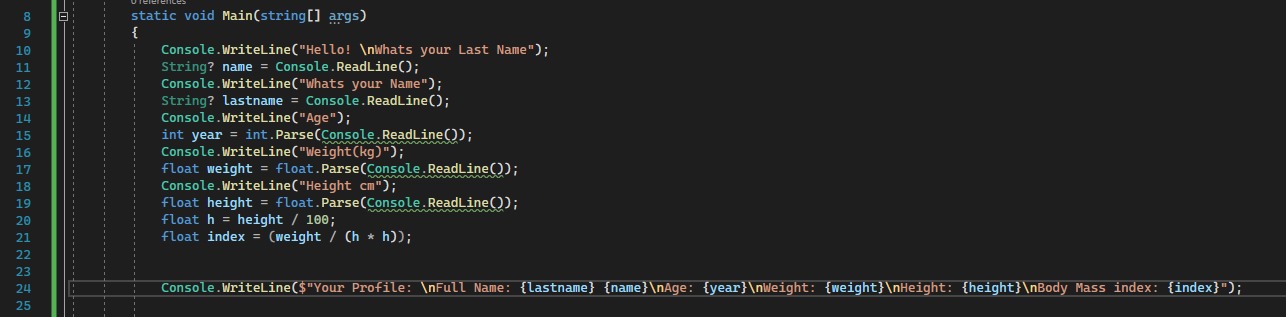 0 references
8 static void Main(string[] args)
9 {
10 Console.WriteLine("Hello! \nWhats your Last Name");
11 String? name = Console.ReadLine();
12 Console.WriteLine("Whats your Name");
13 String? lastname = Console.ReadLine();
14 Console.WriteLine("Age");
15 int year = int.Parse(Console.ReadLine());
16 Console.WriteLine("Weight(kg)");
17 float weight = float.Parse(Console.ReadLine());
18 Console.WriteLine("Height cm");
19 float height = float.Parse(Console.ReadLine());
20 float h = height / 100;
21 float index = (weight / (h * h));
22
23
24 Console.WriteLine($"Your Profile: \nFull Name: {lastname} {name}\nAge: {year}\nWeight: {weight}\nHeight: {height}\nBody Mass index: {index}");
25